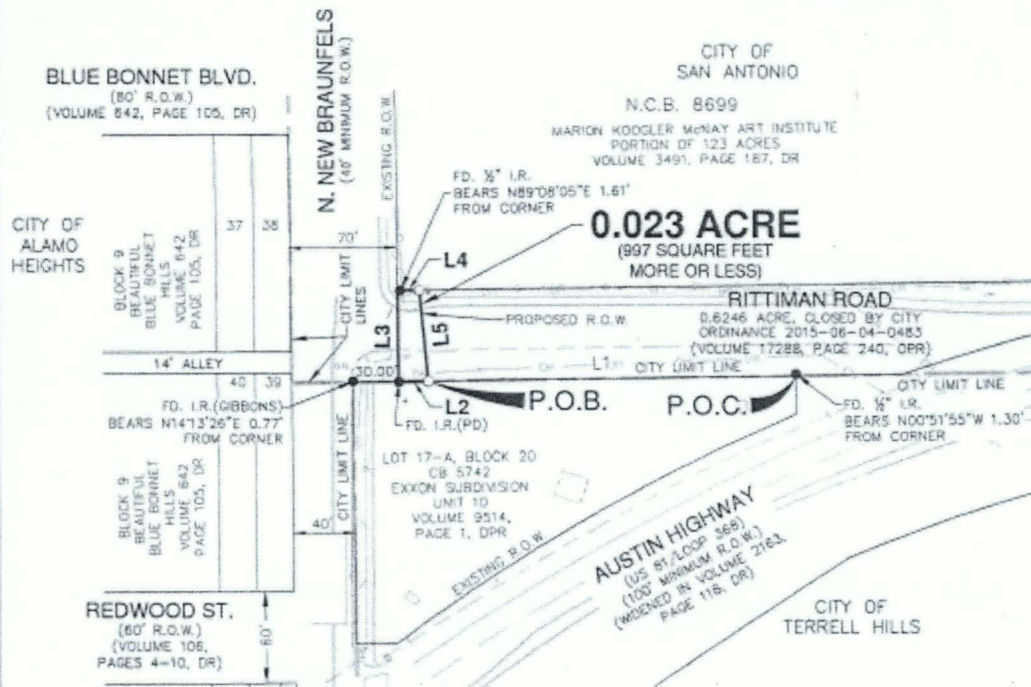 BLUE BONNET BLVD.
(80' R.O.W.)
(VOLUME 642, PAGE 105, DR)
N. NEW BRAUNFELS
(40' MINIMUM R.O.W.)
EXISTING R.O.W.
CITY OF
SAN ANTONIO
N.C.B. 8699
MARION KOOGLER McNAY ART INSTITUTE
PORTION OF 123 ACRES
VOLUME 3491, PAGE 187, DR
FD. ½" I.R.
BEARS N89°08'05"E 1.61'
FROM CORNER
0.023 ACRE
(997 SQUARE FEET
MORE OR LESS)
CITY OF
ALAMO
HEIGHTS
BLOCK 9
BEAUTIFUL
BLUE BONNET
HILLS
VOLUME 642
PAGE 105, DR
37
38
70'
CITY LIMIT
LINES
L4
L3
L5
PROPOSED R.O.W.
RITTIMAN ROAD
0.6246 ACRE, CLOSED BY CITY
ORDINANCE 2015-06-04-0483
(VOLUME 17288, PAGE 240, OPR)
14' ALLEY
30.00'
L1
CITY LIMIT LINE
CITY LIMIT LINE
40
39
FD. I.R.(GIBBONS)
BEARS N14°13'26"E 0.77'
FROM CORNER
L2
FD. I.R.(PD)
P.O.B.
P.O.C.
FD. ½" I.R.
BEARS N00°51'55"W 1.30'
FROM CORNER
BLOCK 9
BEAUTIFUL
BLUE BONNET
HILLS
VOLUME 642
PAGE 105, DR
CITY LIMIT LINE
40'
LOT 17-A, BLOCK 20
CB 5742
EXXON SUBDIVISION
UNIT 10
VOLUME 9514,
PAGE 1, DPR
EXISTING R.O.W
AUSTIN HIGHWAY
(US 81/LOOP 368)
(100' MINIMUM R.O.W.)
(WIDENED IN VOLUME 2163,
PAGE 118, DR)
REDWOOD ST.
(60' R.O.W.)
(VOLUME 106,
PAGES 4-10, DR)
60'
CITY OF
TERRELL HILLS